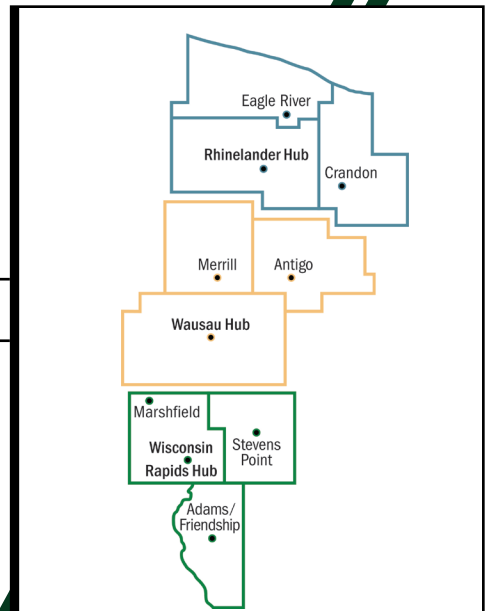 Eagle River
Rhinelander Hub
Crandon
Merrill
Antigo
Wausau Hub
Marshfield
Wisconsin
Rapids Hub
Stevens
Point
Adams/
Friendship